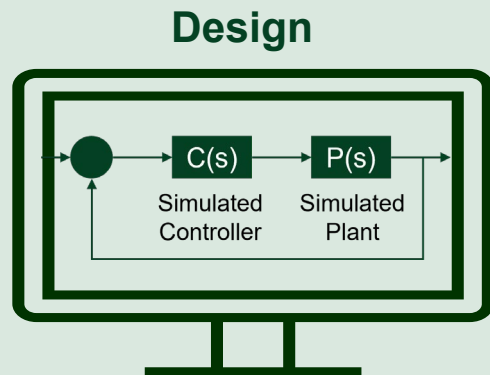 Design
C(s)
P(s)
Simulated
Controller
Simulated
Plant